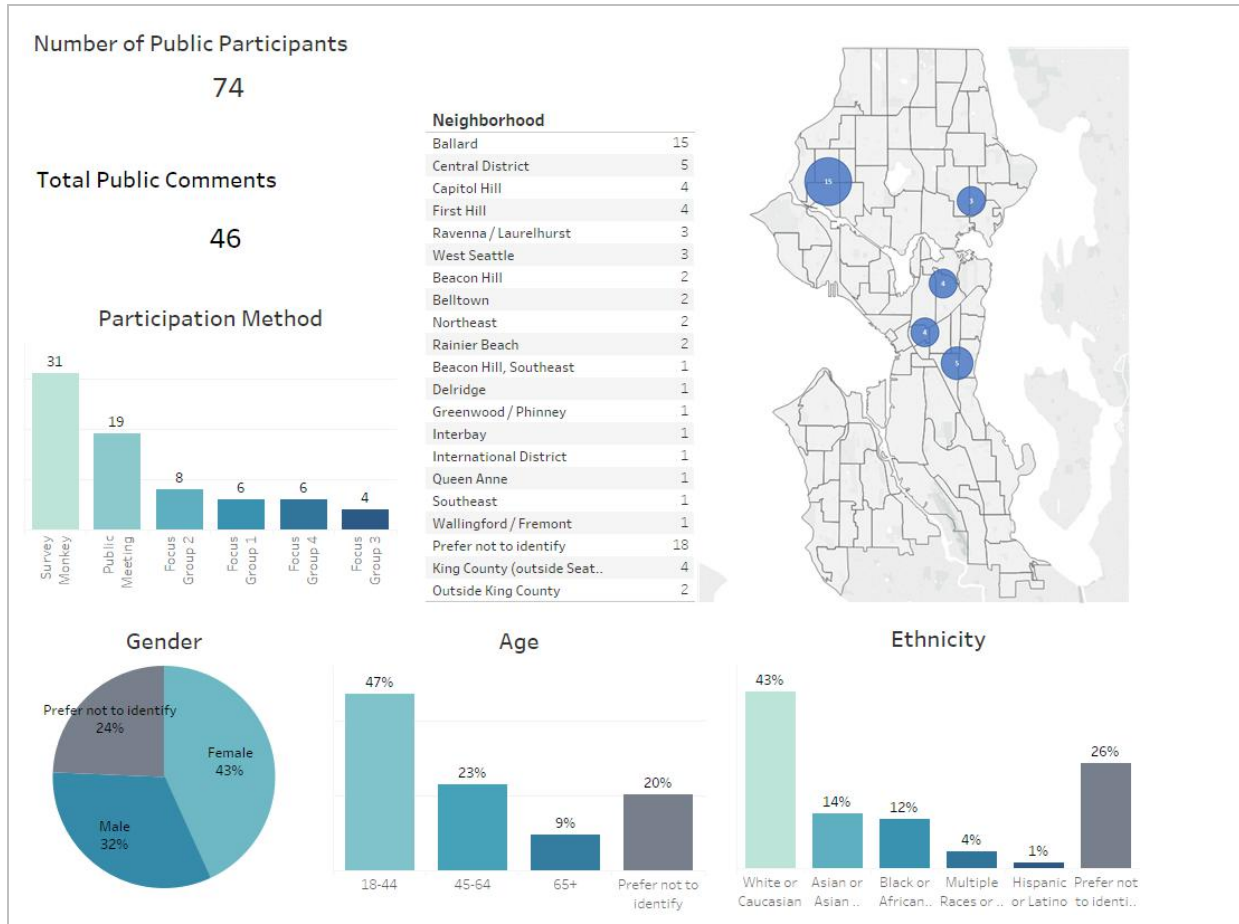 Number of Public Participants
74
Total Public Comments
46
Participation Method
31
19
8
6
6
4
Survey
Monkey
Public
Meeting
Focus
Group 2
Focus
Group 1
Focus
Group 4
Focus
Group 3
Neighborhood
Ballard 15
Central District 5
Capitol Hill 4
First Hill 4
Ravenna / Laurelhurst 3
West Seattle 3
Beacon Hill 2
Belltown 2
Northeast 2
Rainier Beach 2
Beacon Hill, Southeast 1
Delridge 1
Greenwood / Phinney 1
Interbay 1
International District 1
Queen Anne 1
Southeast 1
Wallingford / Fremont 1
Prefer not to identify 18
King County (outside Seat.. 4
Outside King County 2
15
3
4
4
5
Gender
Prefer not to identify
24%
Female
43%
Male
32%
Age
47%
23%
9%
20%
18-44
45-64
65+
Prefer not to
identify
Ethnicity
43%
14%
12%
4%
1%
26%
White or
Caucasian
Asian or
Asian ..
Black or
African..
Multiple
Races or ..
Hispanic
or Latino
Prefer not
to identi..